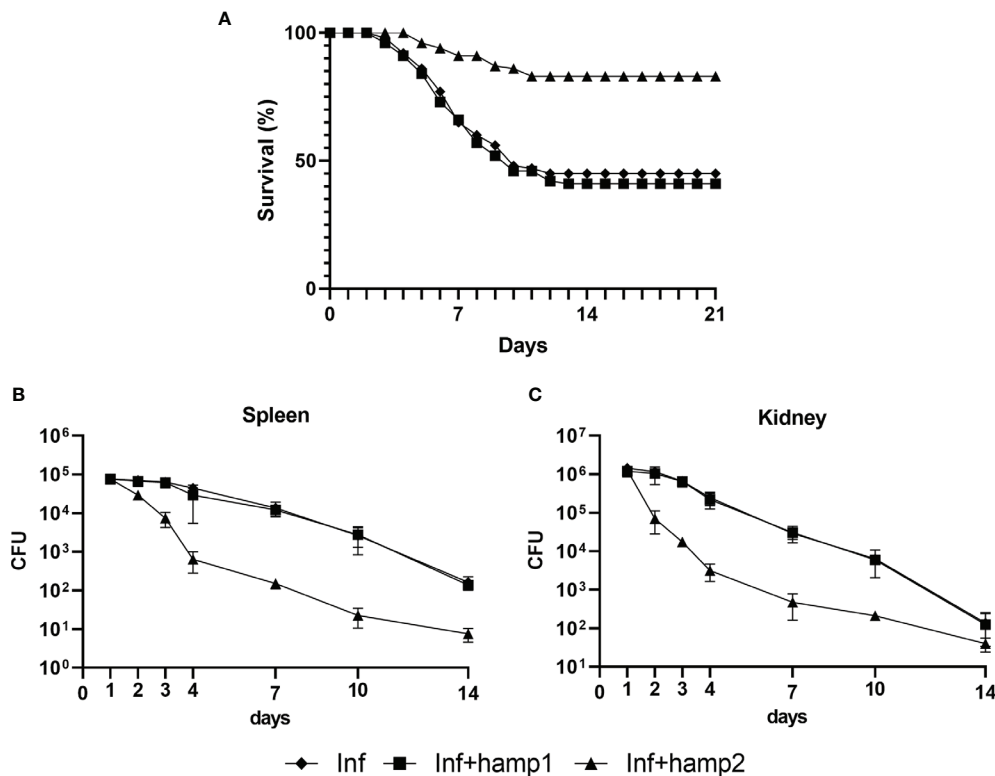 A
100
50
0
Survival (%)
0 7 14 21
Days
B
Spleen
10⁶
10⁵
10⁴
10³
10²
10¹
10⁰
CFU
0 1 2 3 4 7 10 14
days
C
Kidney
10⁷
10⁶
10⁵
10⁴
10³
10²
10¹
CFU
0 1 2 3 4 7 10 14
days
Inf Inf+hamp1 Inf+hamp2